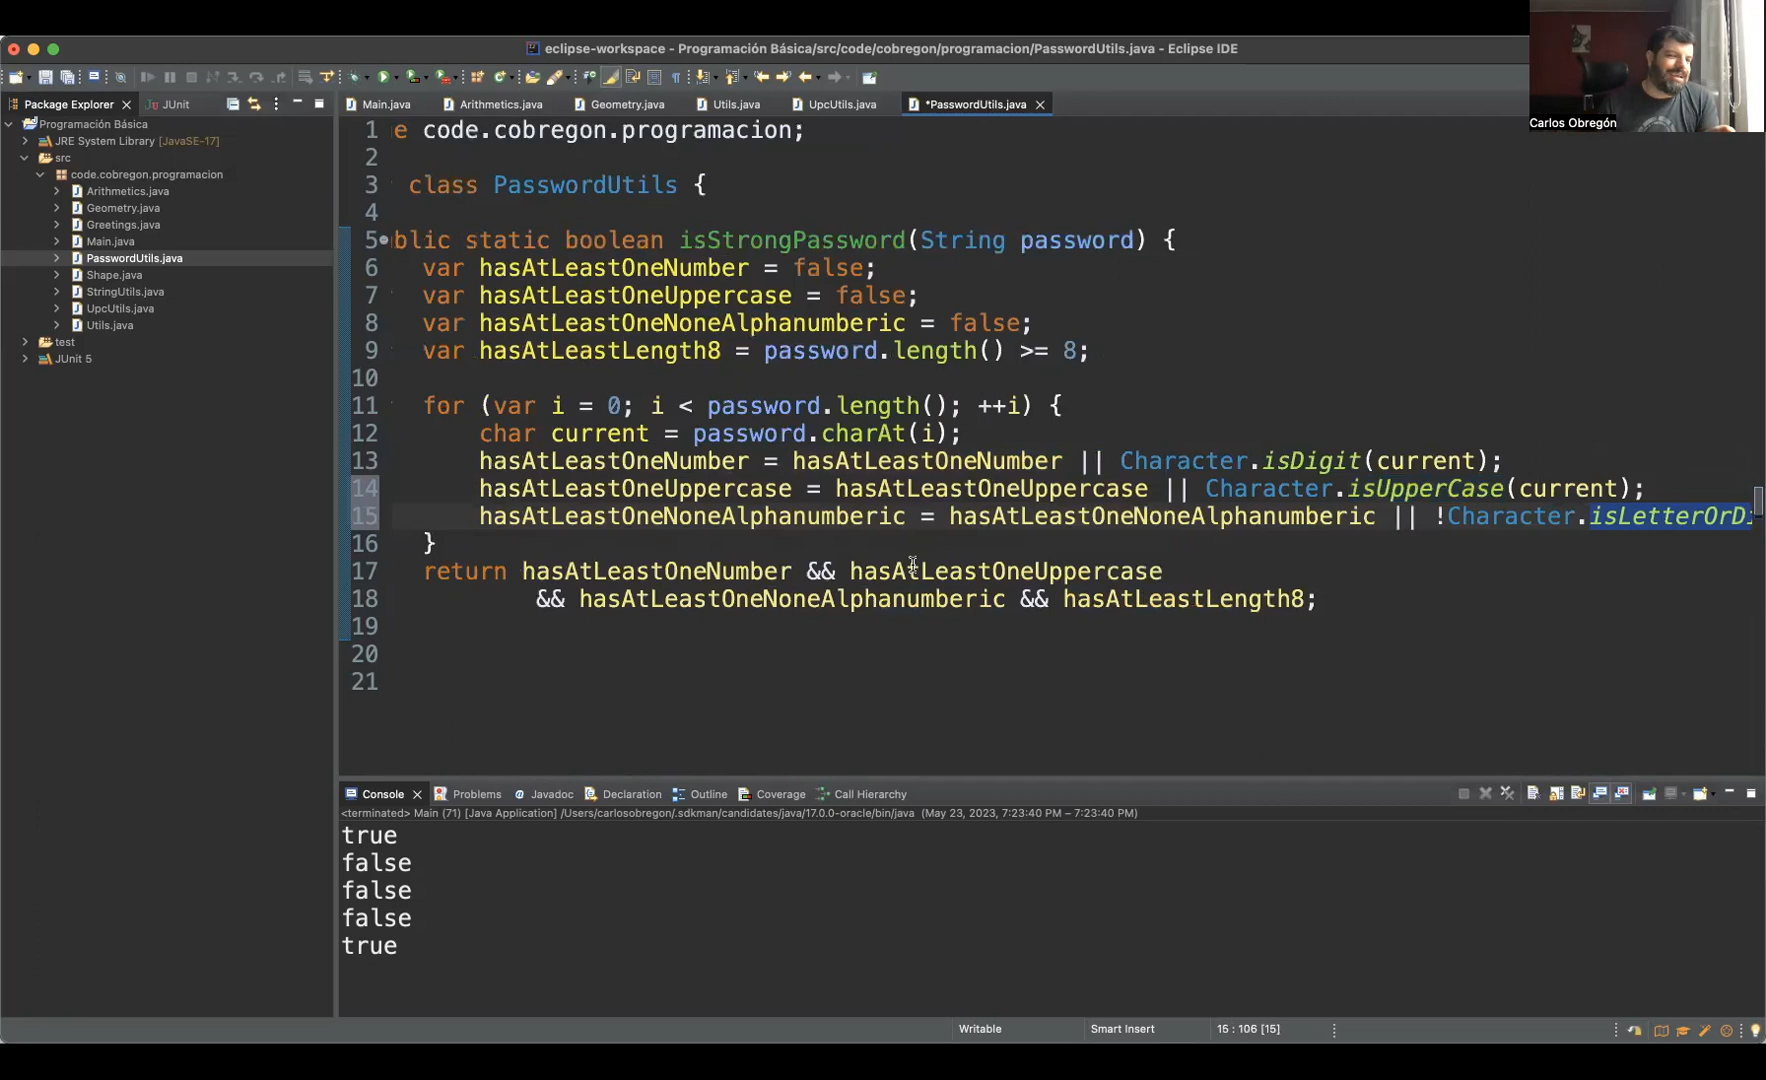 eclipse-workspace - Programación Básica/src/code/cobregon/programacion/PasswordUtils.java - Eclipse IDE
Carlos Obregón
Package Explorer
JUnit
Main.java
Arithmetics.java
Geometry.java
Utils.java
UpcUtils.java
*PasswordUtils.java
Programación Básica
JRE System Library [JavaSE-17]
src
code.cobregon.programacion
Arithmetics.java
Geometry.java
Greetings.java
Main.java
PasswordUtils.java
Shape.java
StringUtils.java
UpcUtils.java
Utils.java
test
JUnit 5
1 e code.cobregon.programacion;
2
3 class PasswordUtils {
4
5 blic static boolean isStrongPassword(String password) {
6 var hasAtLeastOneNumber = false;
7 var hasAtLeastOneUppercase = false;
8 var hasAtLeastOneNoneAlphanumberic = false;
9 var hasAtLeastLength8 = password.length() >= 8;
10
11 for (var i = 0; i < password.length(); ++i) {
12 char current = password.charAt(i);
13 hasAtLeastOneNumber = hasAtLeastOneNumber || Character.isDigit(current);
14 hasAtLeastOneUppercase = hasAtLeastOneUppercase || Character.isUpperCase(current);
15 hasAtLeastOneNoneAlphanumberic = hasAtLeastOneNoneAlphanumberic || !Character.isLetterOrDi
16 }
17 return hasAtLeastOneNumber && hasAtLeastOneUppercase
18 && hasAtLeastOneNoneAlphanumberic && hasAtLeastLength8;
19
20
21
Console
Problems
Javadoc
Declaration
Outline
Coverage
Call Hierarchy
<terminated> Main (71) [Java Application] /Users/carlosobregon/.sdkman/candidates/java/17.0.0-oracle/bin/java (May 23, 2023, 7:23:40 PM – 7:23:40 PM)
true
false
false
false
true
Writable
Smart Insert
15 : 106 [15]